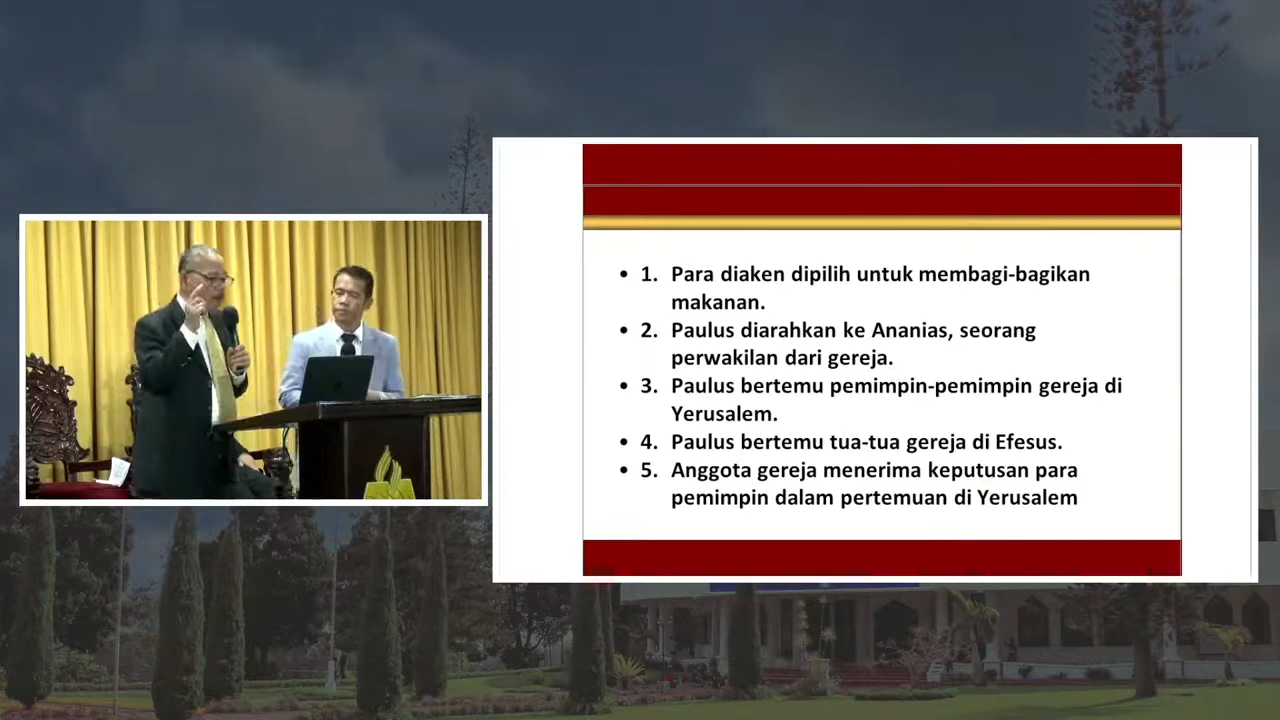 • 1. Para diaken dipilih untuk membagi-bagikan
makanan.
• 2. Paulus diarahkan ke Ananias, seorang
perwakilan dari gereja.
• 3. Paulus bertemu pemimpin-pemimpin gereja di
Yerusalem.
• 4. Paulus bertemu tua-tua gereja di Efesus.
• 5. Anggota gereja menerima keputusan para
pemimpin dalam pertemuan di Yerusalem